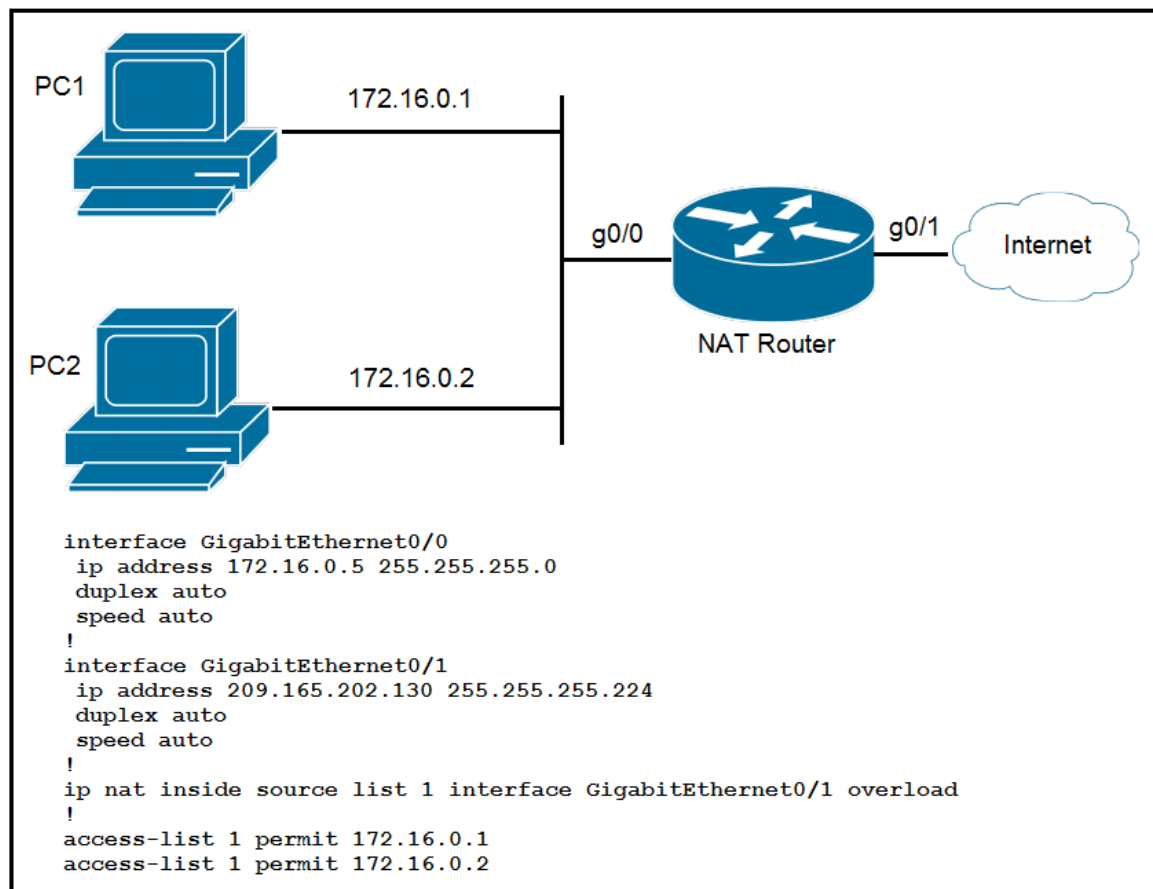 PC1
172.16.0.1
g0/0
g0/1
Internet
NAT Router
PC2
172.16.0.2
interface GigabitEthernet0/0
 ip address 172.16.0.5 255.255.255.0
 duplex auto
 speed auto
!
interface GigabitEthernet0/1
 ip address 209.165.202.130 255.255.255.224
 duplex auto
 speed auto
!
ip nat inside source list 1 interface GigabitEthernet0/1 overload
!
access-list 1 permit 172.16.0.1
access-list 1 permit 172.16.0.2